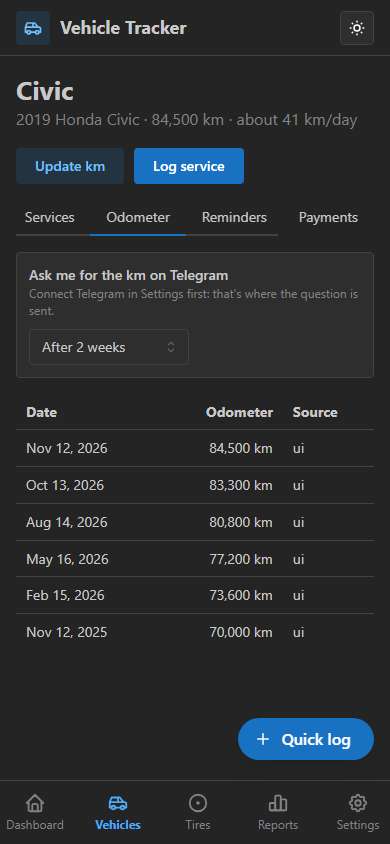 Vehicle Tracker
Civic
2019 Honda Civic · 84,500 km · about 41 km/day
Update km
Log service
Services Odometer Reminders Payments
Ask me for the km on Telegram
Connect Telegram in Settings first: that's where the question is
sent.
After 2 weeks
Date Odometer Source
Nov 12, 2026 84,500 km ui
Oct 13, 2026 83,300 km ui
Aug 14, 2026 80,800 km ui
May 16, 2026 77,200 km ui
Feb 15, 2026 73,600 km ui
Nov 12, 2025 70,000 km ui
+ Quick log
Dashboard Vehicles Tires Reports Settings